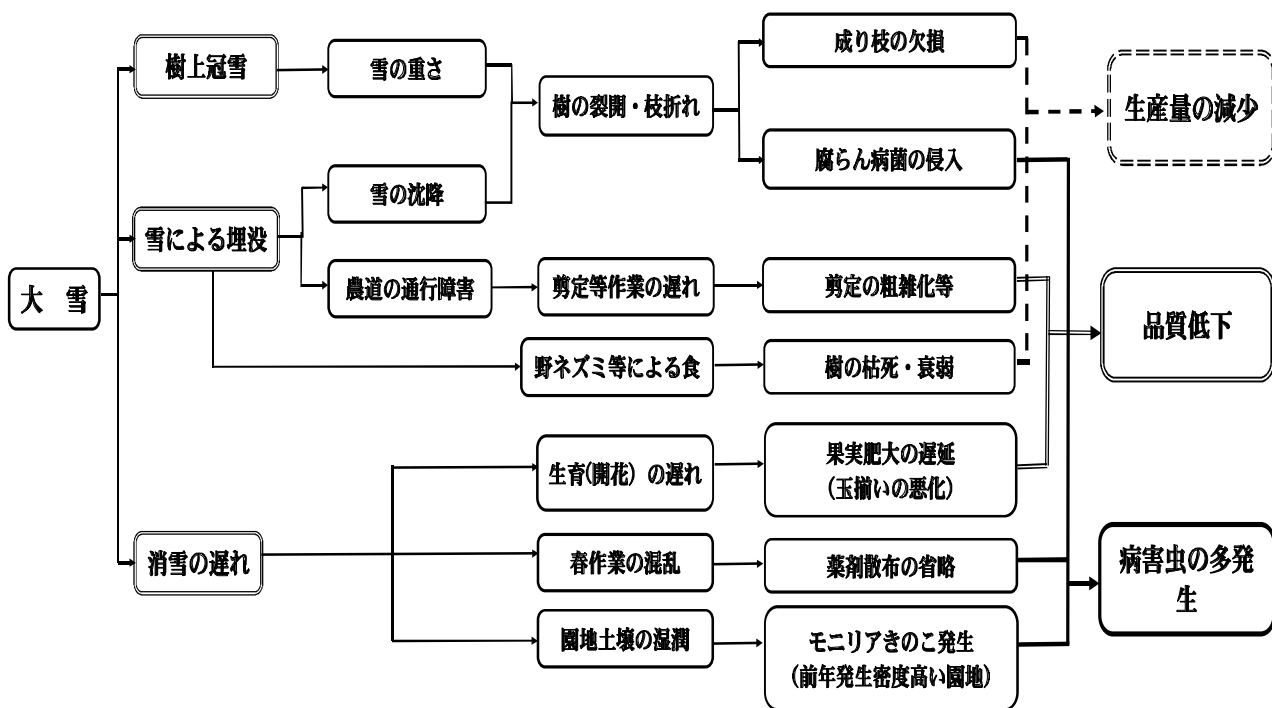 大　雪
樹上冠雪
雪による埋没
消雪の遅れ
雪の重さ
雪の沈降
農道の通行障害
樹の裂開・枝折れ
剪定等作業の遅れ
野ネズミ等による食
生育(開花）の遅れ
春作業の混乱
園地土壌の湿潤
成り枝の欠損
腐らん病菌の侵入
剪定の粗雑化等
樹の枯死・衰弱
果実肥大の遅延
(玉揃いの悪化）
薬剤散布の省略
モニリアきのこ発生
(前年発生密度高い園地）
生産量の減少
品質低下
病害虫の多発
生